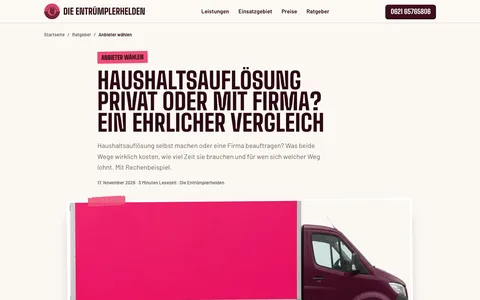 DIE ENTRÜMPLERHELDEN
Leistungen Einsatzgebiet Preise Ratgeber
0621 65765806
Startseite / Ratgeber / Anbieter wählen
ANBIETER WÄHLEN
HAUSHALTSAUFLÖSUNG
PRIVAT ODER MIT FIRMA?
EIN EHRLICHER VERGLEICH
Haushaltsauflösung selbst machen oder eine Firma beauftragen? Was beide
Wege wirklich kosten, wie viel Zeit sie brauchen und für wen sich welcher Weg
lohnt. Mit Rechenbeispiel.
17. November 2026 · 3 Minuten Lesezeit · Die Entrümplerhelden